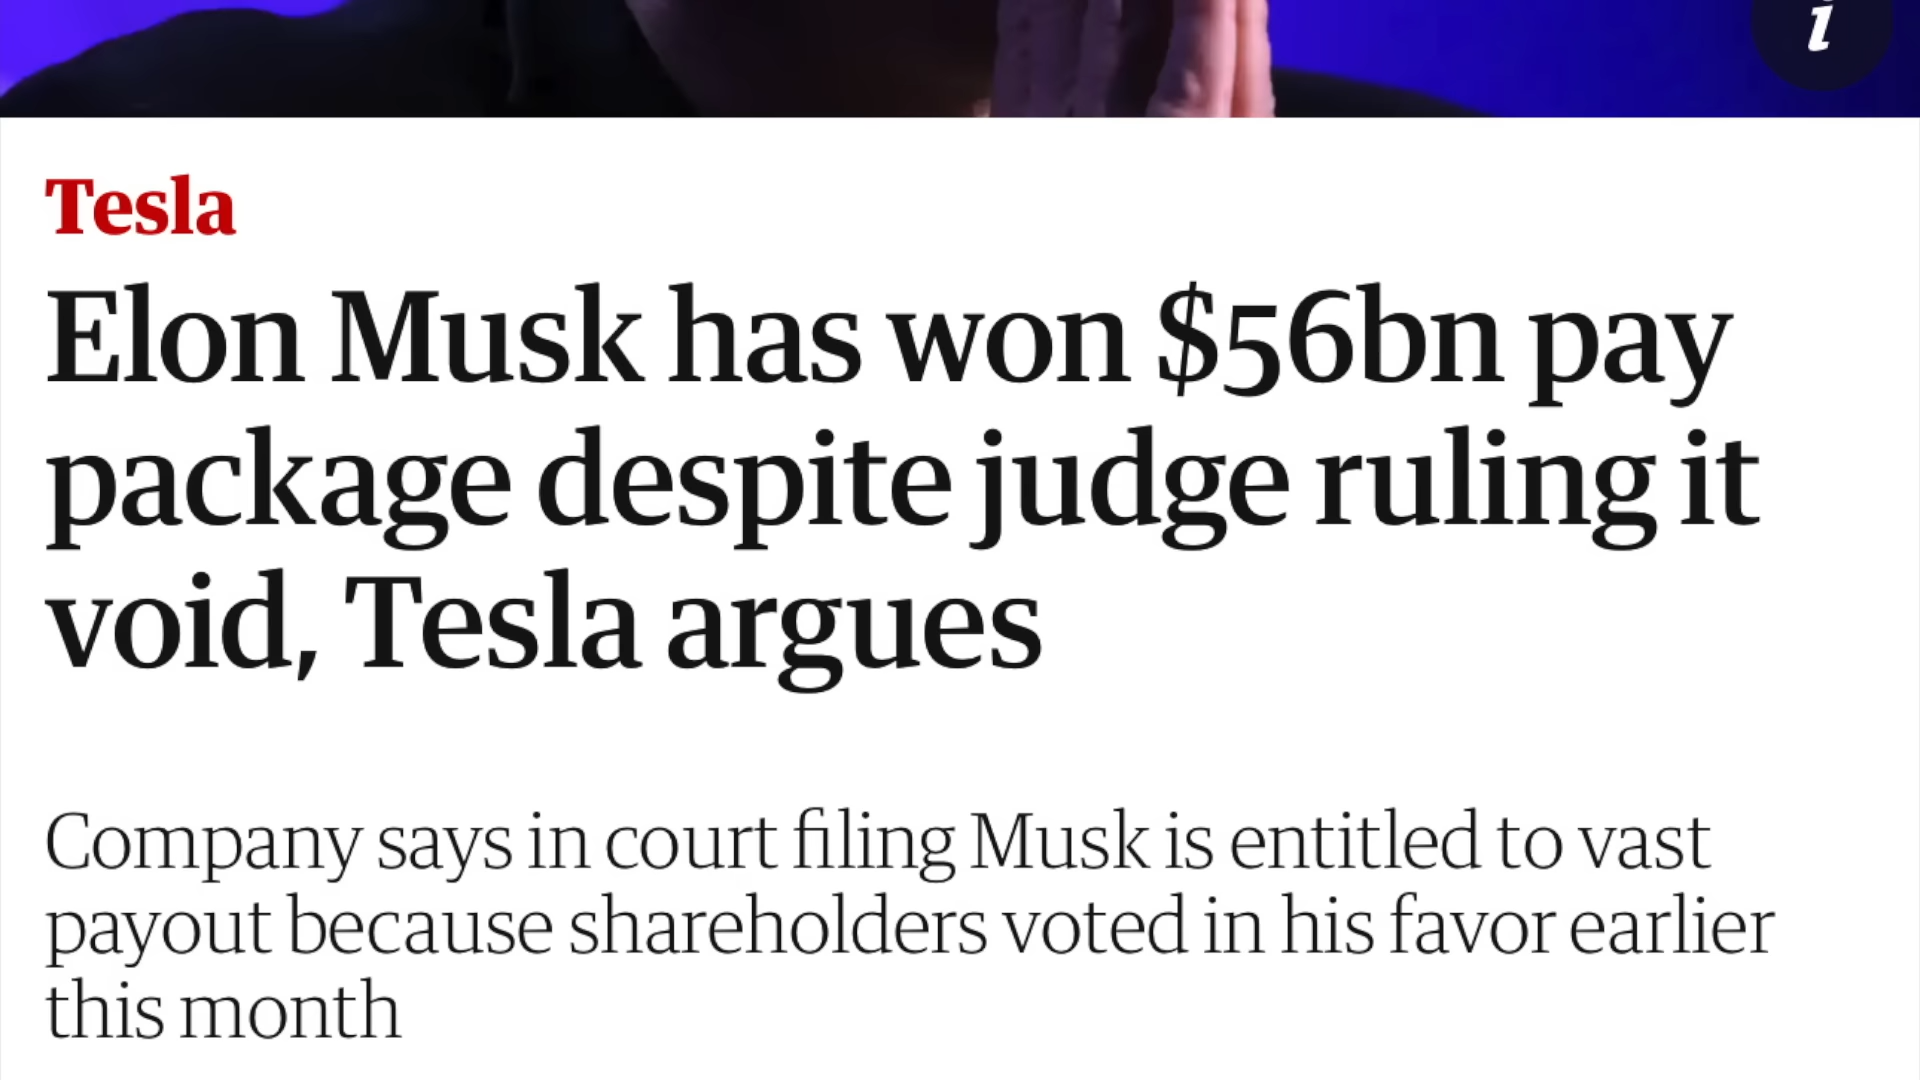 i
Tesla
Elon Musk has won $56bn pay
package despite judge ruling it
void, Tesla argues
Company says in court filing Musk is entitled to vast
payout because shareholders voted in his favor earlier
this month